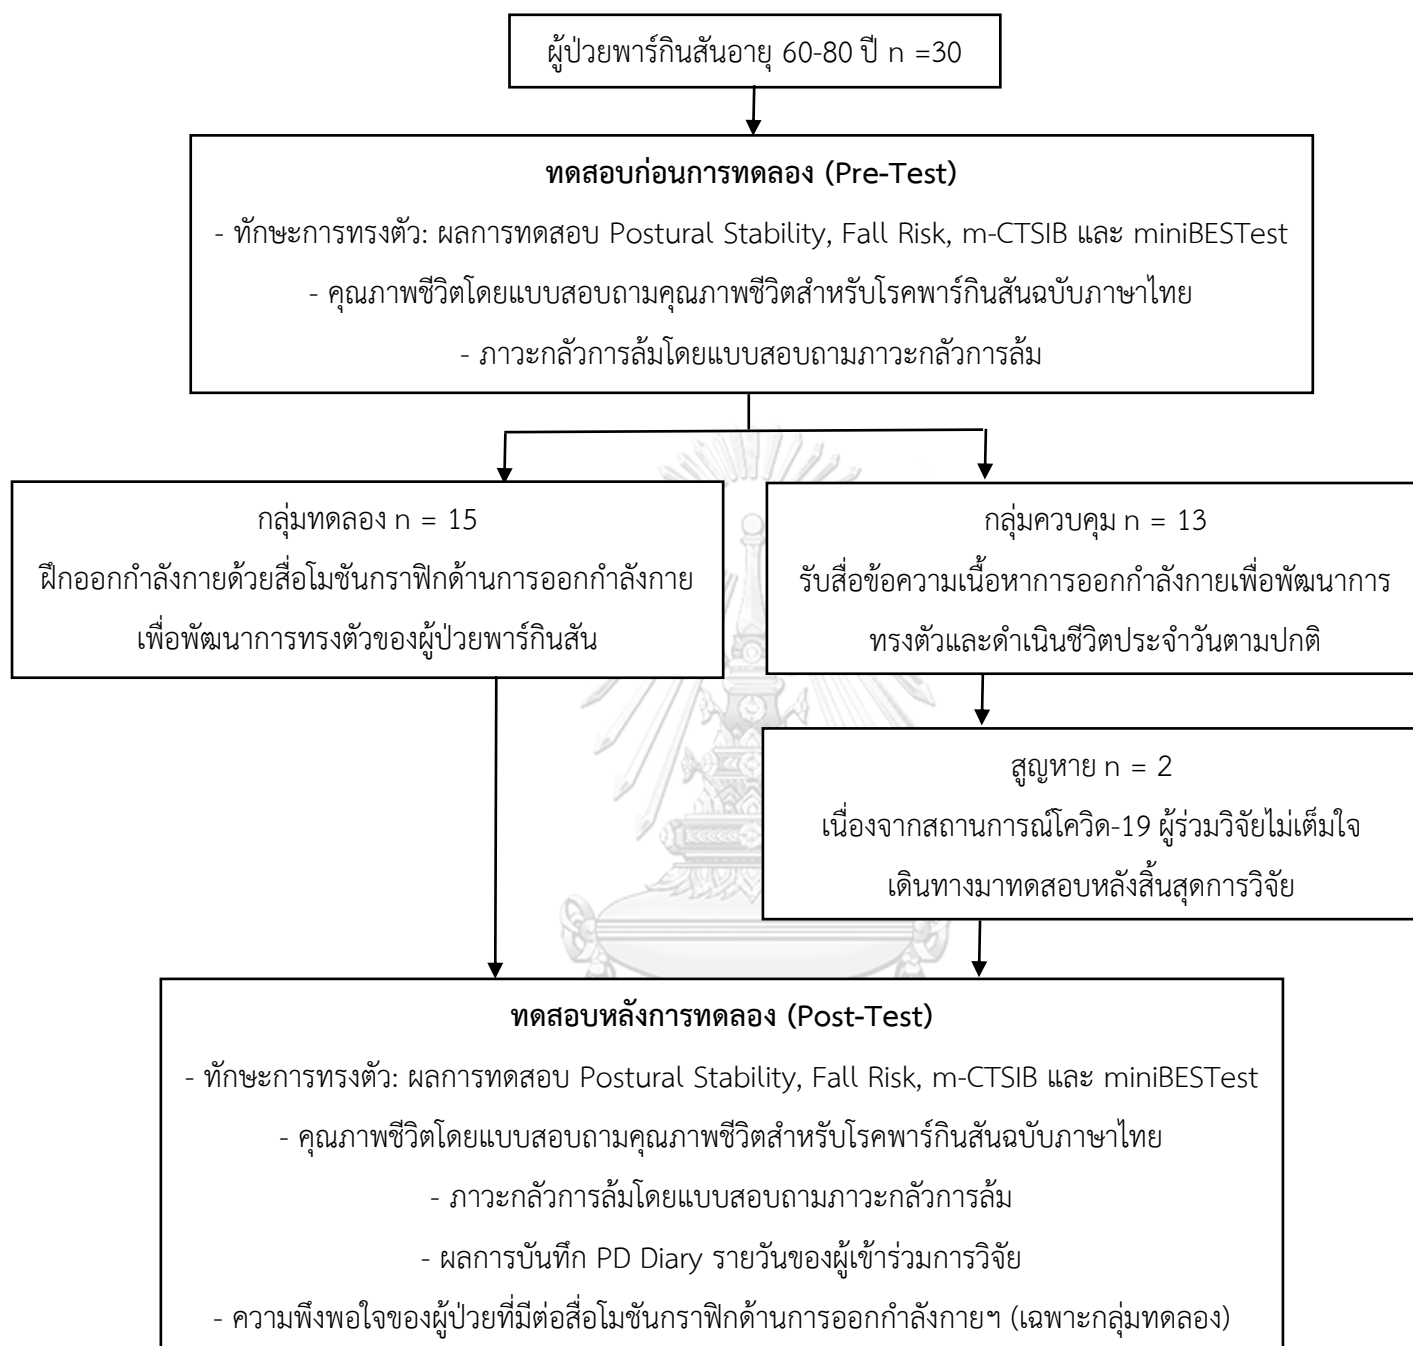 ผู้ป่วยพาร์กินสันอายุ 60-80 ปี n =30
ทดสอบก่อนการทดลอง (Pre-Test)
- ทักษะการทรงตัว: ผลการทดสอบ Postural Stability, Fall Risk, m-CTSIB และ miniBESTest
- คุณภาพชีวิตโดยแบบสอบถามคุณภาพชีวิตสำหรับโรคพาร์กินสันฉบับภาษาไทย
- ภาวะกลัวการล้มโดยแบบสอบถามภาวะกลัวการล้ม
กลุ่มทดลอง n = 15
ฝึกออกกำลังกายด้วยสื่อโมชันกราฟิกด้านการออกกำลังกาย
เพื่อพัฒนาการทรงตัวของผู้ป่วยพาร์กินสัน
กลุ่มควบคุม n = 13
รับสื่อข้อความเนื้อหาการออกกำลังกายเพื่อพัฒนาการ
ทรงตัวและดำเนินชีวิตประจำวันตามปกติ
สูญหาย n = 2
เนื่องจากสถานการณ์โควิด-19 ผู้ร่วมวิจัยไม่เต็มใจ
เดินทางมาทดสอบหลังสิ้นสุดการวิจัย
ทดสอบหลังการทดลอง (Post-Test)
- ทักษะการทรงตัว: ผลการทดสอบ Postural Stability, Fall Risk, m-CTSIB และ miniBESTest
- คุณภาพชีวิตโดยแบบสอบถามคุณภาพชีวิตสำหรับโรคพาร์กินสันฉบับภาษาไทย
- ภาวะกลัวการล้มโดยแบบสอบถามภาวะกลัวการล้ม
- ผลการบันทึก PD Diary รายวันของผู้เข้าร่วมการวิจัย
- ความพึงพอใจของผู้ป่วยที่มีต่อสื่อโมชันกราฟิกด้านการออกกำลังกายฯ (เฉพาะกลุ่มทดลอง)